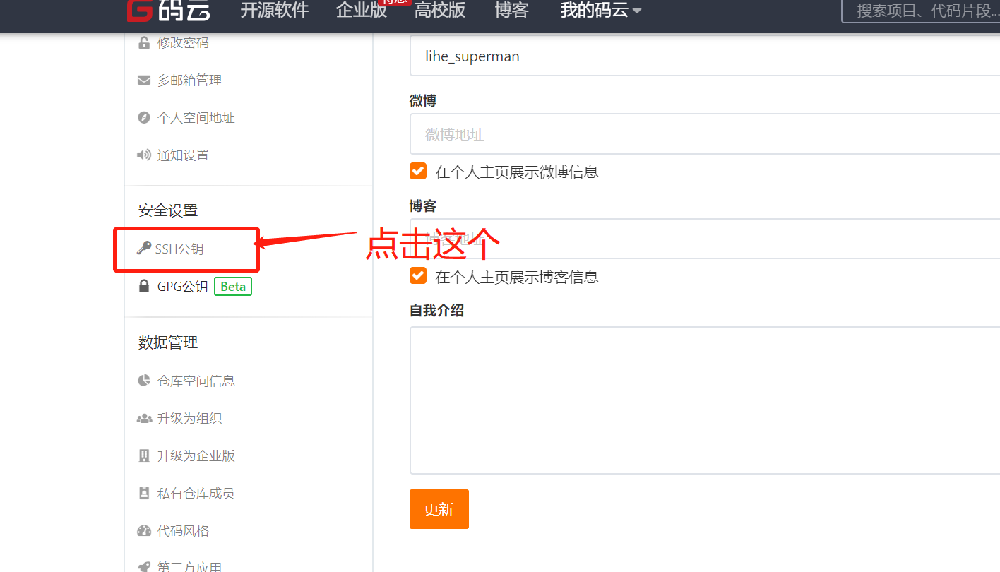 码云 开源软件 企业版 特惠 高校版 博客 我的码云 搜索项目、代码片段...
修改密码
多邮箱管理
个人空间地址
通知设置
安全设置
SSH公钥
GPG公钥 Beta
数据管理
仓库空间信息
升级为组织
升级为企业版
私有仓库成员
代码风格
第三方应用
lihe_superman
微博
微博地址
在个人主页展示微博信息
博客
博客地址
点击这个
在个人主页展示博客信息
自我介绍
更新